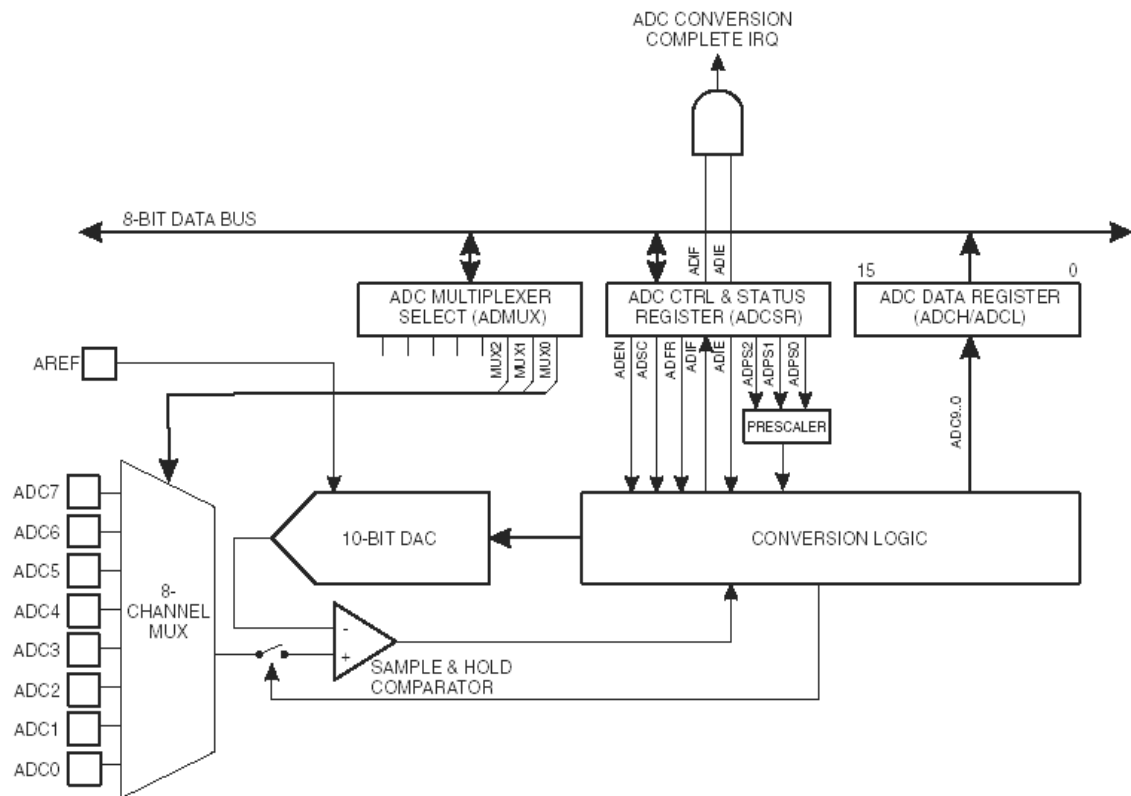 ADC CONVERSION
COMPLETE IRQ
8-BIT DATA BUS
ADIF
ADIE
15
0
ADC MULTIPLEXER
SELECT (ADMUX)
ADC CTRL & STATUS
REGISTER (ADCSR)
ADC DATA REGISTER
(ADCH/ADCL)
MUX2
MUX1
MUX0
ADEN
ADSC
ADFR
ADIF
ADIE
ADPS2
ADPS1
ADPS0
AREF
PRESCALER
ADC9..0
ADC7
ADC6
ADC5
ADC4
ADC3
ADC2
ADC1
ADC0
8-
CHANNEL
MUX
10-BIT DAC
CONVERSION LOGIC
-
+
SAMPLE & HOLD
COMPARATOR